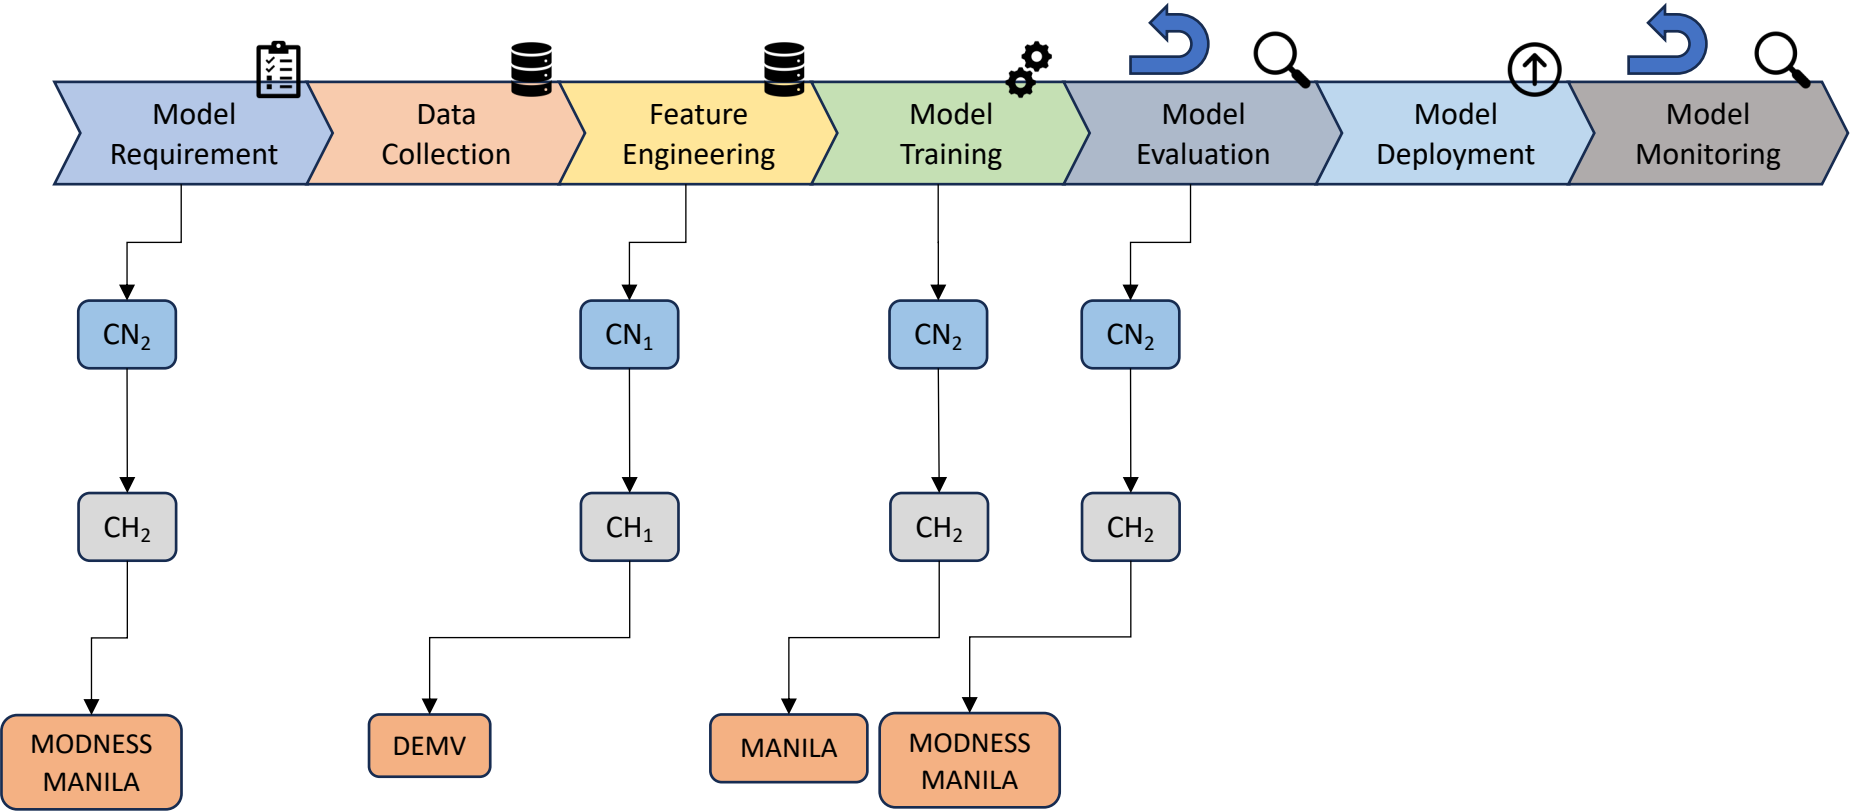 Model
Requirement
Data
Collection
Feature
Engineering
Model
Training
Model
Evaluation
Model
Deployment
Model
Monitoring
CN₂
CN₁
CN₂
CN₂
CH₂
CH₁
CH₂
CH₂
MODNESS
MANILA
DEMV
MANILA
MODNESS
MANILA